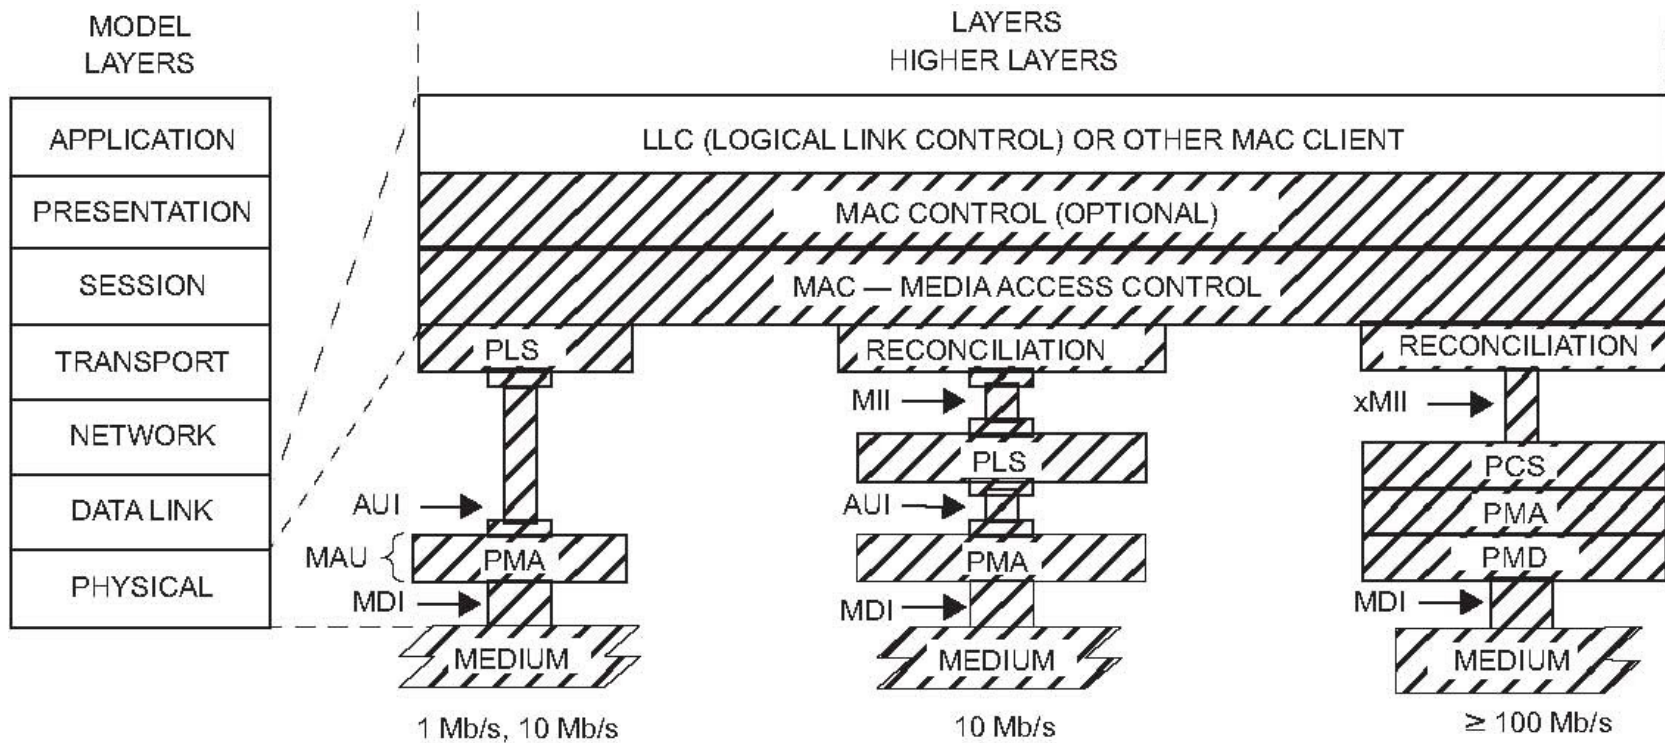 MODEL
LAYERS
LAYERS
HIGHER LAYERS
APPLICATION
PRESENTATION
SESSION
TRANSPORT
NETWORK
DATA LINK
PHYSICAL
LLC (LOGICAL LINK CONTROL) OR OTHER MAC CLIENT
MAC CONTROL (OPTIONAL)
MAC — MEDIA ACCESS CONTROL
PLS
AUI
MAU
PMA
MDI
MEDIUM
1 Mb/s, 10 Mb/s
RECONCILIATION
MII
PLS
AUI
PMA
MDI
MEDIUM
10 Mb/s
RECONCILIATION
xMII
PCS
PMA
PMD
MDI
MEDIUM
≥ 100 Mb/s